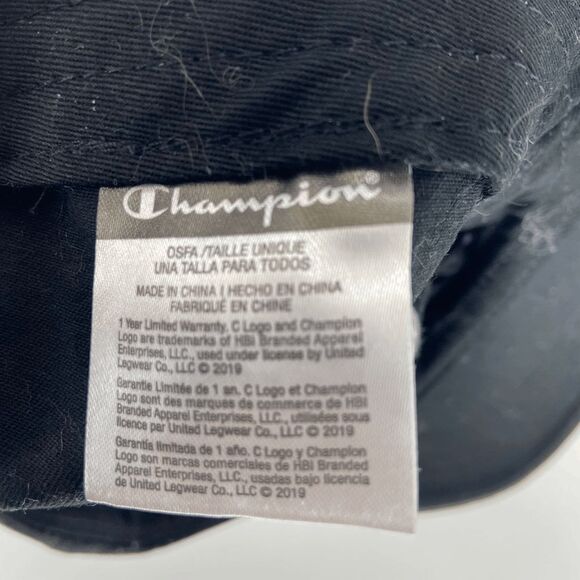 Champion®
OSFA /TAILLE UNIQUE
UNA TALLA PARA TODOS
MADE IN CHINA / HECHO EN CHINA
FABRIQUÉ EN CHINE
1 Year Limited Warranty. C Logo and Champion
Logo are trademarks of HBI Branded Apparel
Enterprises, LLC., used under license by United
Legwear Co., LLC © 2019
Garantie Limitée de 1 an. C Logo et Champion
Logo sont des marques de commerce de HBI
Branded Apparel Enterprises, LLC., utilisées sous
licence par United Legwear Co., LLC © 2019
Garantía limitada de 1 año. C Logo y Champion
Logo son marcas comerciales de HBI Branded
Apparel Enterprises, LLC., usadas bajo licencia
de United Legwear Co., LLC © 2019